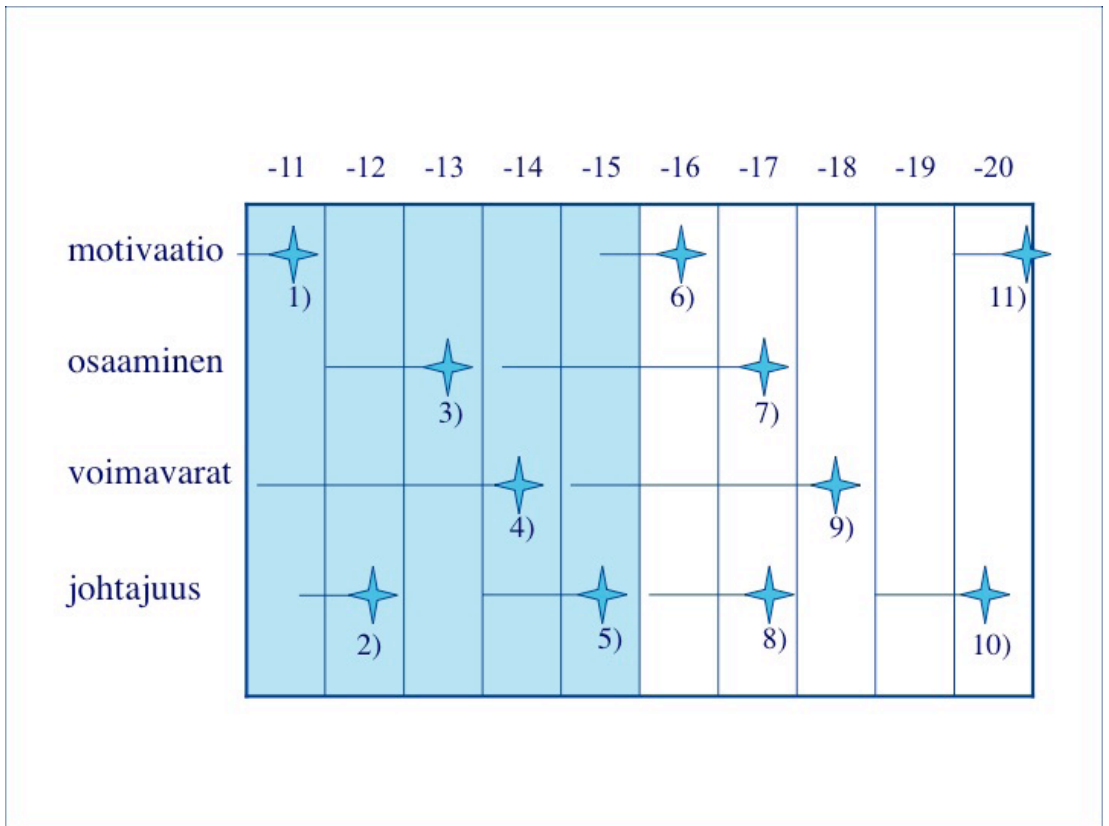 -11 -12 -13 -14 -15 -16 -17 -18 -19 -20
motivaatio
1) 6) 11)
osaaminen
3) 7)
voimavarat
4) 9)
johtajuus
2) 5) 8) 10)